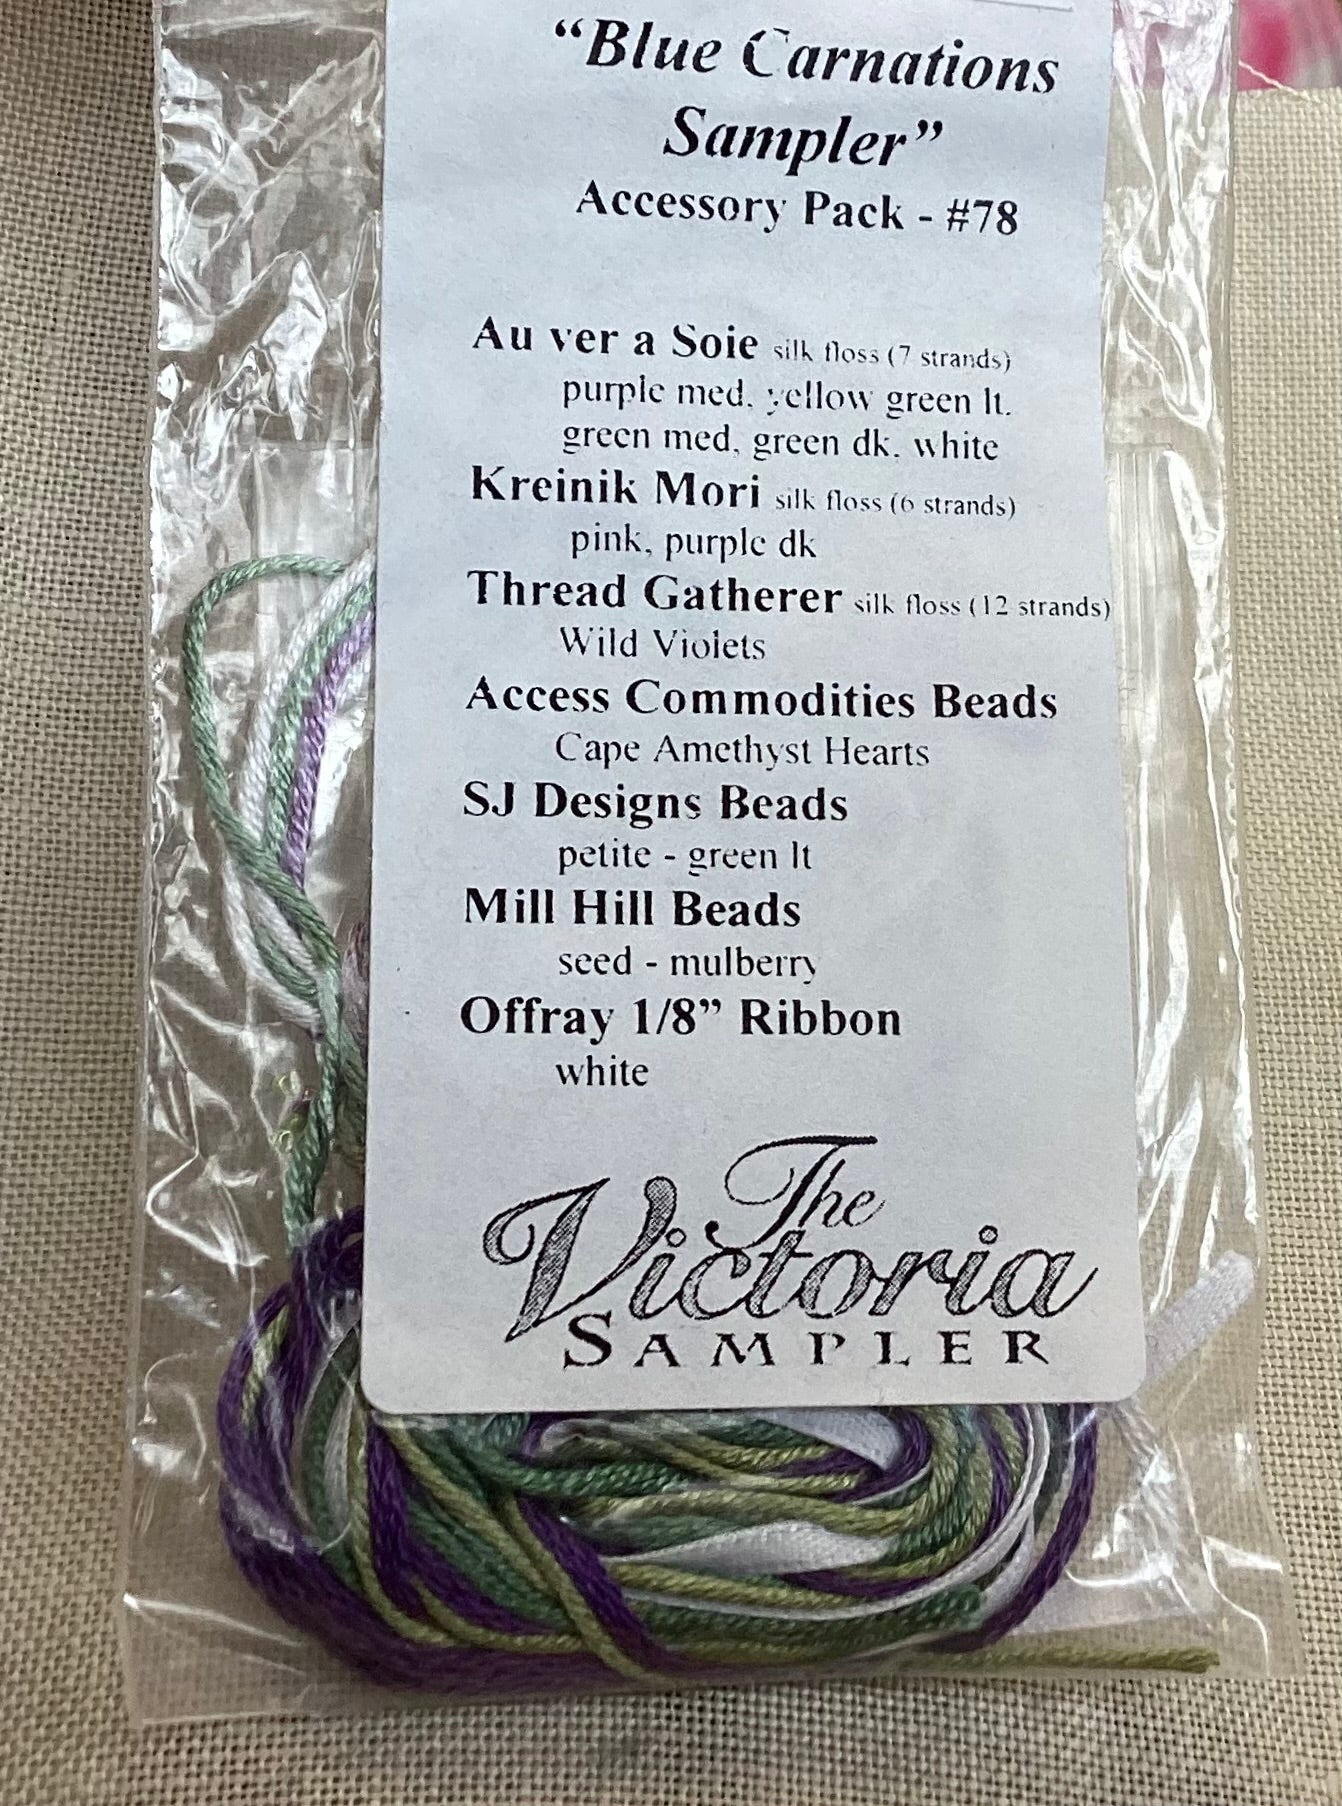 “Blue Carnations
Sampler”
Accessory Pack - #78
Au ver a Soie silk floss (7 strands)
purple med. yellow green lt.
green med, green dk. white
Kreinik Mori silk floss (6 strands)
pink, purple dk
Thread Gatherer silk floss (12 strands)
Wild Violets
Access Commodities Beads
Cape Amethyst Hearts
SJ Designs Beads
petite - green lt
Mill Hill Beads
seed - mulberry
Offray 1/8” Ribbon
white
The
Victoria
SAMPLER